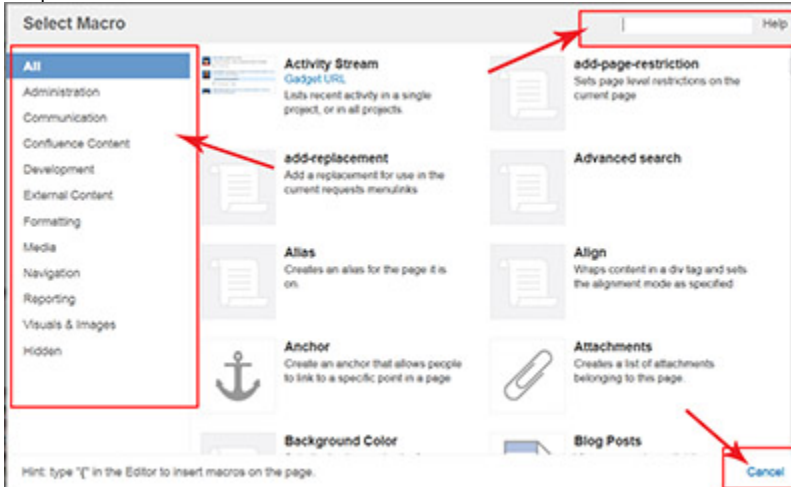 Select Macro
Help
All
Administration
Communication
Confluence Content
Development
External Content
Formatting
Media
Navigation
Reporting
Visuals & Images
Hidden
Activity Stream
Gadget URL
Lists recent activity in a single
project, or in all projects.
add-page-restriction
Sets page level restrictions on the
current page
add-replacement
Add a replacement for use in the
current requests menulinks
Advanced search
Alias
Creates an alias for the page it is
on.
Align
Wraps content in a div tag and sets
the alignment mode as specified
Anchor
Create an anchor that allows people
to link to a specific point in a page
Attachments
Creates a list of attachments
belonging to this page.
Background Color
Blog Posts
Hint: type "{" in the Editor to insert macros on the page.
Cancel